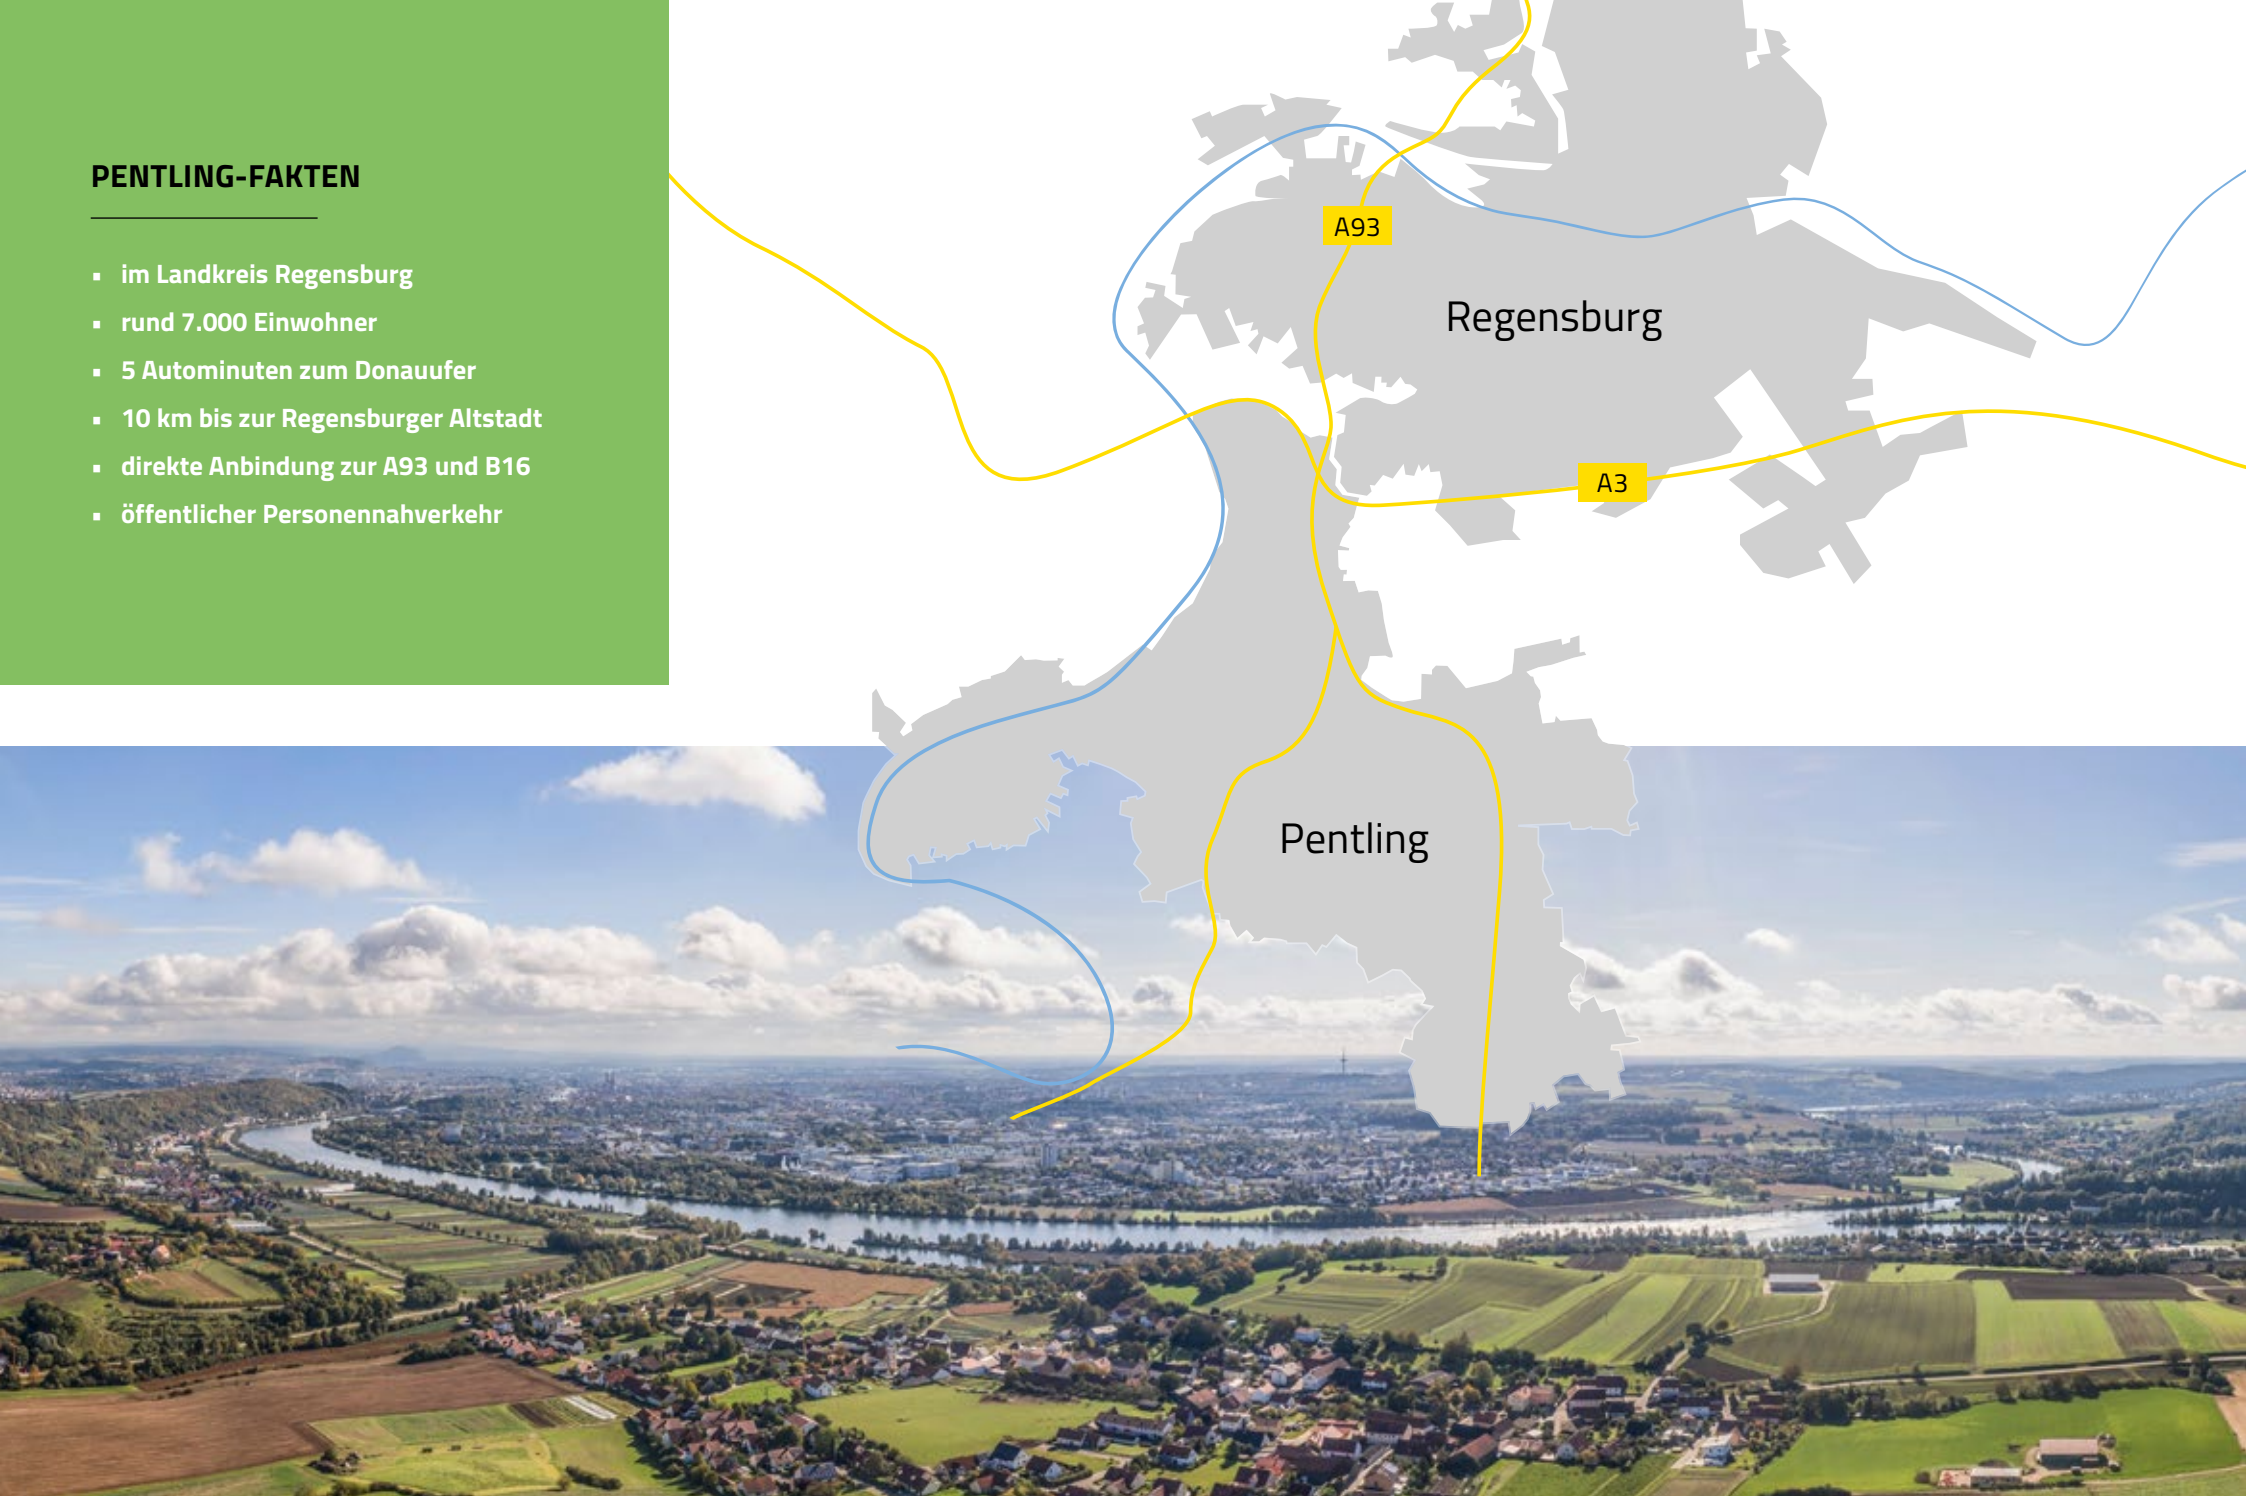 PENTLING-FAKTEN
▪ im Landkreis Regensburg
▪ rund 7.000 Einwohner
▪ 5 Autominuten zum Donauufer
▪ 10 km bis zur Regensburger Altstadt
▪ direkte Anbindung zur A93 und B16
▪ öffentlicher Personennahverkehr
A93
Regensburg
A3
Pentling